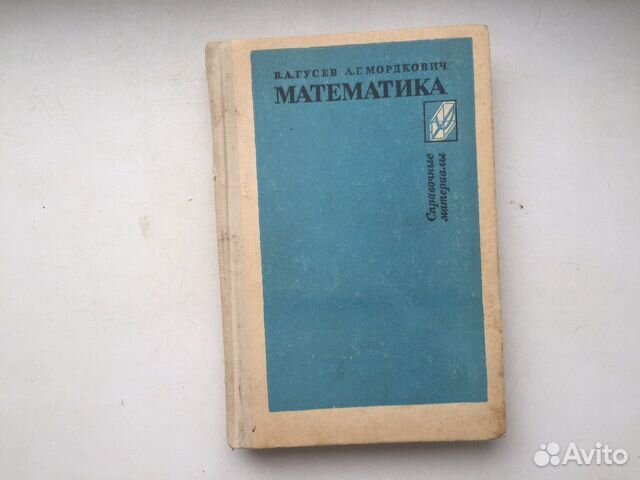 В.А.ГУСЕВ А.Г.МОРДКОВИЧ
МАТЕМАТИКА
Справочные
материалы
Avito